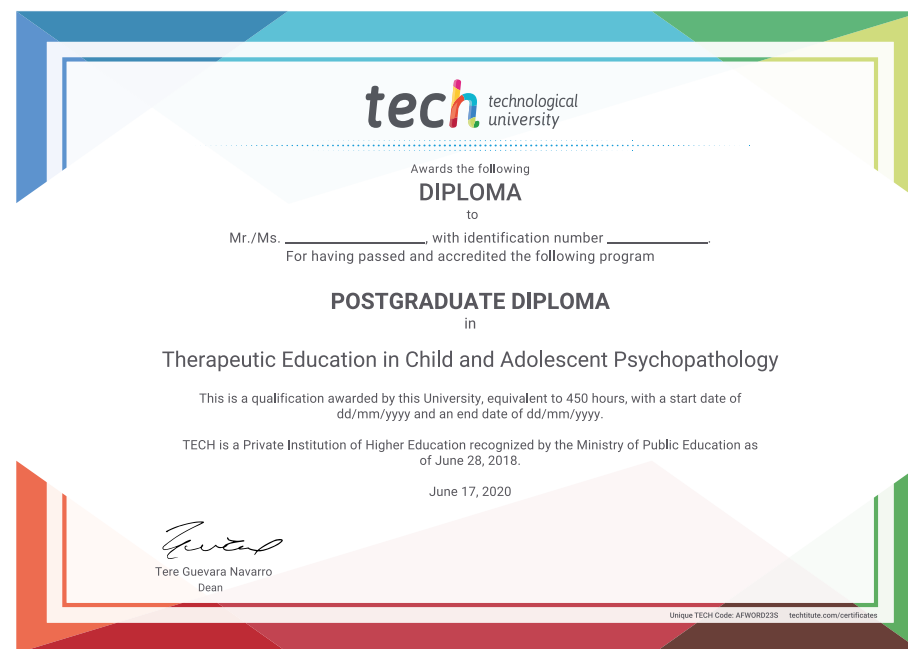 tech technological
university
Awards the following
DIPLOMA
to
Mr./Ms. ____________________, with identification number ______________.
For having passed and accredited the following program
POSTGRADUATE DIPLOMA
in
Therapeutic Education in Child and Adolescent Psychopathology
This is a qualification awarded by this University, equivalent to 450 hours, with a start date of
dd/mm/yyyy and an end date of dd/mm/yyyy.
TECH is a Private Institution of Higher Education recognized by the Ministry of Public Education as
of June 28, 2018.
June 17, 2020
Tere Guevara Navarro
Dean
Unique TECH Code: AFWORD23S techtitute.com/certificates